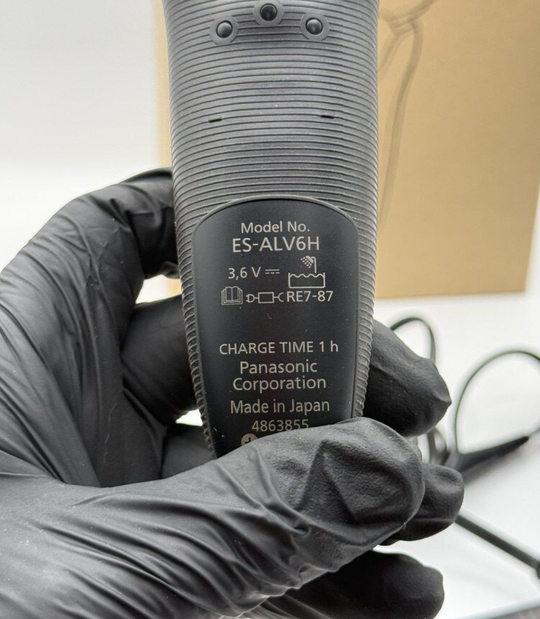 Model No.
ES-ALV6H
3,6 V
RE7-87
CHARGE TIME 1 h
Panasonic
Corporation
Made in Japan
4863855